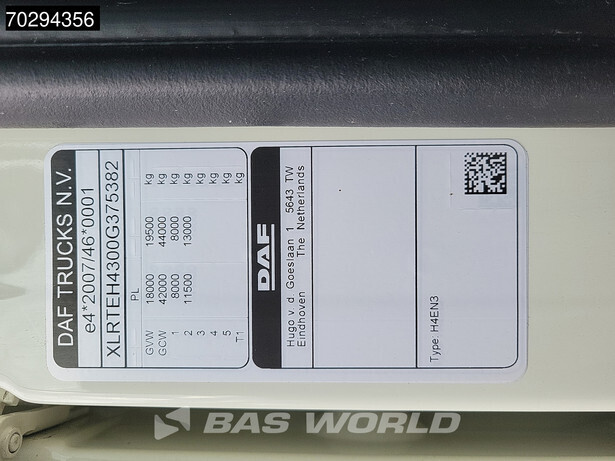 70294356
DAF TRUCKS N.V.
e4*2007/46*0001
XLRTEH4300G375382
PL
GVW 18000 19500 kg
GCW 42000 44000 kg
1 8000 8000 kg
2 11500 13000 kg
3 kg
4 kg
5 kg
T1 kg
DAF
Hugo v d Goeslaan 1 5643 TW
Eindhoven The Netherlands
Type: H4EN3
BAS WORLD